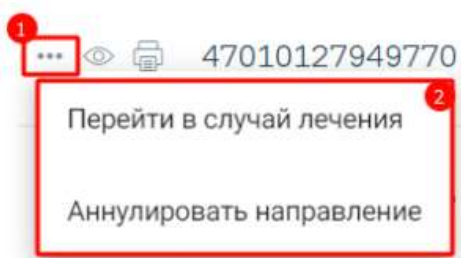 1
... 47010127949770
2
Перейти в случай лечения
Аннулировать направление